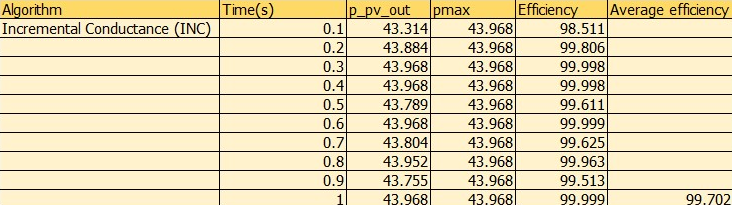 Algorithm Time(s) p_pv_out pmax Efficiency Average efficiency
Incremental Conductance (INC) 0.1 43.314 43.968 98.511
0.2 43.884 43.968 99.806
0.3 43.968 43.968 99.998
0.4 43.968 43.968 99.998
0.5 43.789 43.968 99.611
0.6 43.968 43.968 99.999
0.7 43.804 43.968 99.625
0.8 43.952 43.968 99.963
0.9 43.755 43.968 99.513
1 43.968 43.968 99.999 99.702